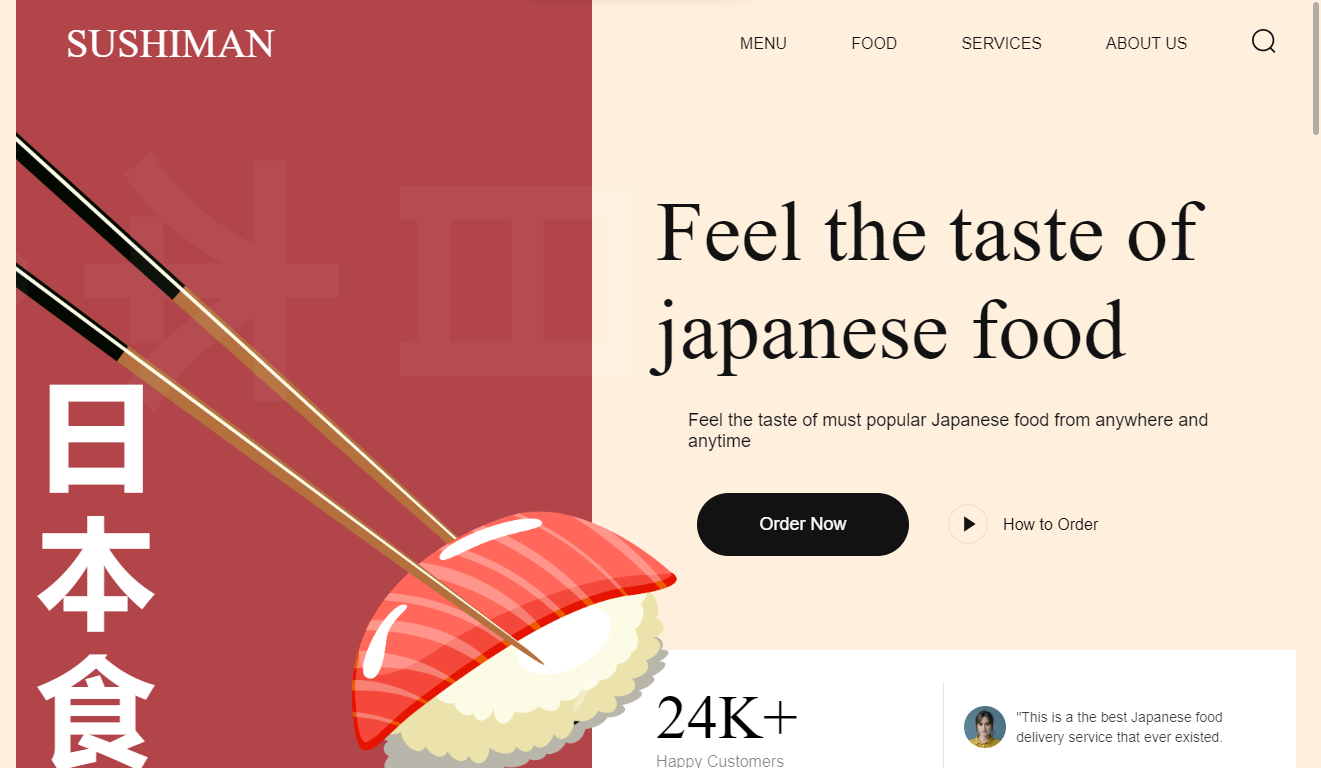 SUSHIMAN
MENU
FOOD
SERVICES
ABOUT US
Feel the taste of
japanese food
Feel the taste of must popular Japanese food from anywhere and
anytime
Order Now
How to Order
日
本
食
24K+
Happy Customers
"This is a the best Japanese food
delivery service that ever existed.